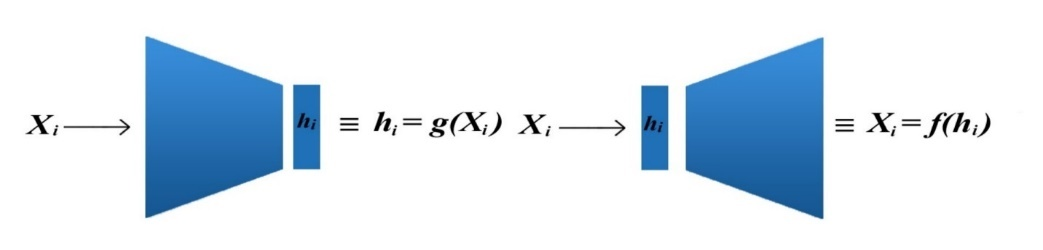 Xᵢ → hᵢ ≡ hᵢ = g(Xᵢ) Xᵢ → hᵢ ≡ Xᵢ = f(hᵢ)